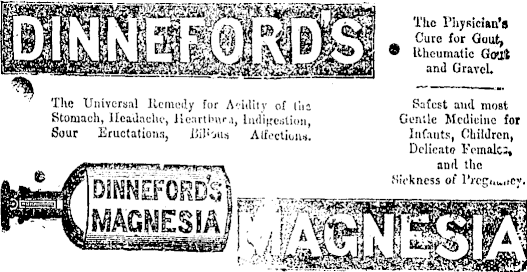 DINNEFORD'S
The Physician's
Cure for Gout,
Rheumatic Gout
and Gravel.
The Universal Remedy for Acidity of the
Stomach, Headache, Heartburn, Indigestion,
Sour Eructations, Bilious Affections.
Safest and most
Gentle Medicine for
Infants, Children,
Delicate Females,
and the
Sickness of Pregnancy.
DINNEFORD'S
MAGNESIA
MAGNESIA